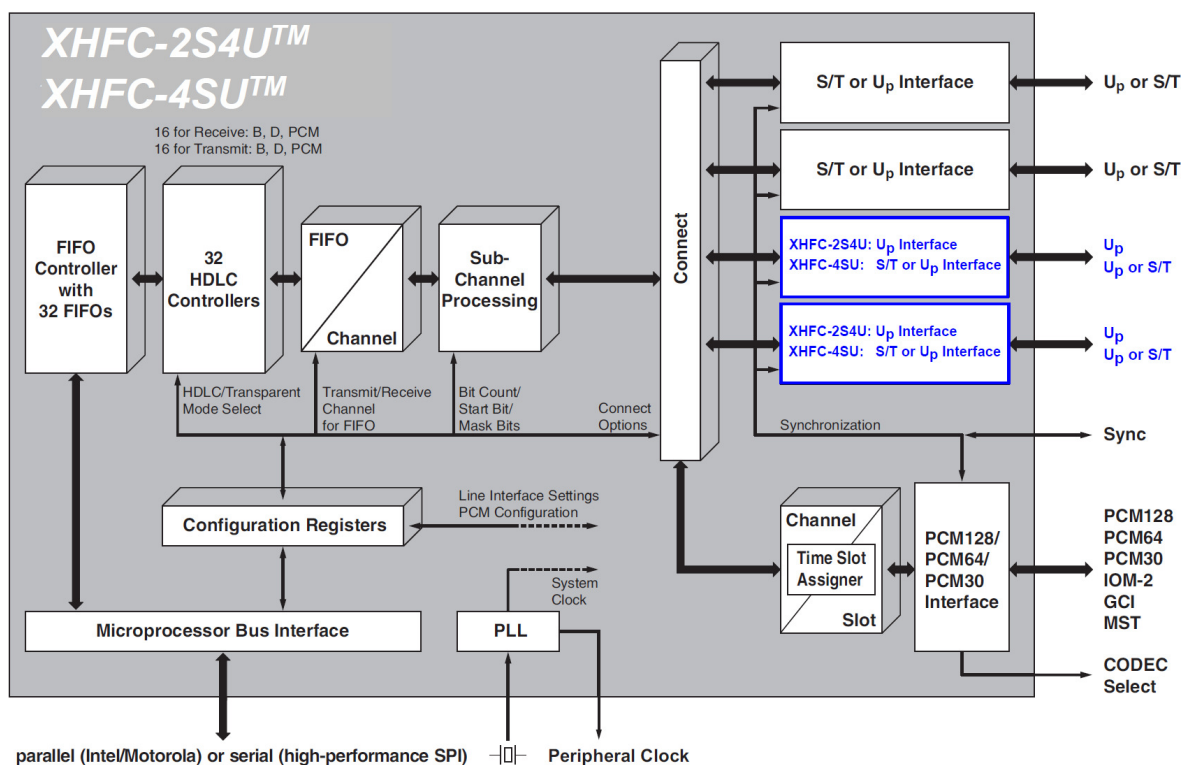 XHFC-2S4U™
XHFC-4SU™
16 for Receive: B, D, PCM
16 for Transmit: B, D, PCM
FIFO
Controller
with
32 FIFOs
32
HDLC
Controllers
FIFO
Channel
Sub-
Channel
Processing
Connect
S/T or Up Interface
Up or S/T
S/T or Up Interface
Up or S/T
XHFC-2S4U: Up Interface
XHFC-4SU: S/T or Up Interface
Up
Up or S/T
XHFC-2S4U: Up Interface
XHFC-4SU: S/T or Up Interface
Up
Up or S/T
HDLC/Transparent
Mode Select
Transmit/Receive
Channel
for FIFO
Bit Count/
Start Bit/
Mask Bits
Connect
Options
Synchronization
Sync
Configuration Registers
Line Interface Settings
PCM Configuration
System
Clock
Microprocessor Bus Interface
PLL
Channel
Time Slot
Assigner
Slot
PCM128/
PCM64/
PCM30
Interface
PCM128
PCM64
PCM30
IOM-2
GCI
MST
CODEC
Select
parallel (Intel/Motorola) or serial (high-performance SPI)
Peripheral Clock